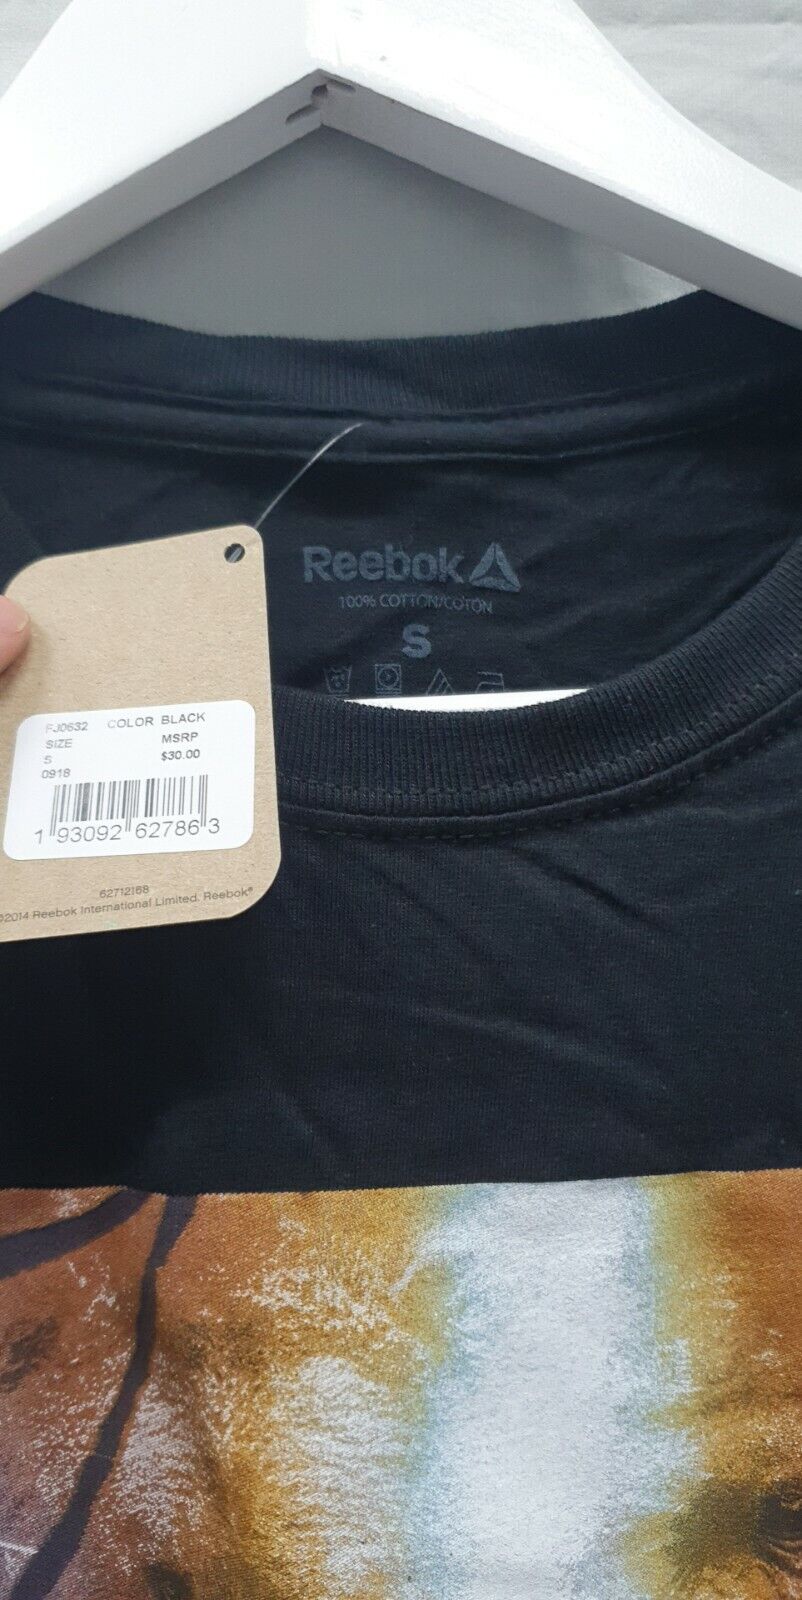 Reebok
100% COTTON/COTON
S
FJ0632 COLOR BLACK
SIZE MSRP
S $30.00
0918
1 93092 62786 3
62712168
©2014 Reebok International Limited. Reebok®